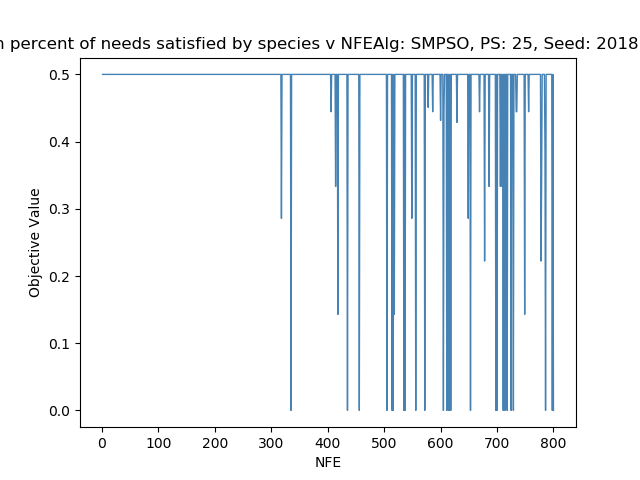 percent of needs satisfied by species v NFEAlg: SMPSO, PS: 25, Seed: 2018
0.5
0.4
0.3
0.2
0.1
0.0
Objective Value
0 100 200 300 400 500 600 700 800
NFE